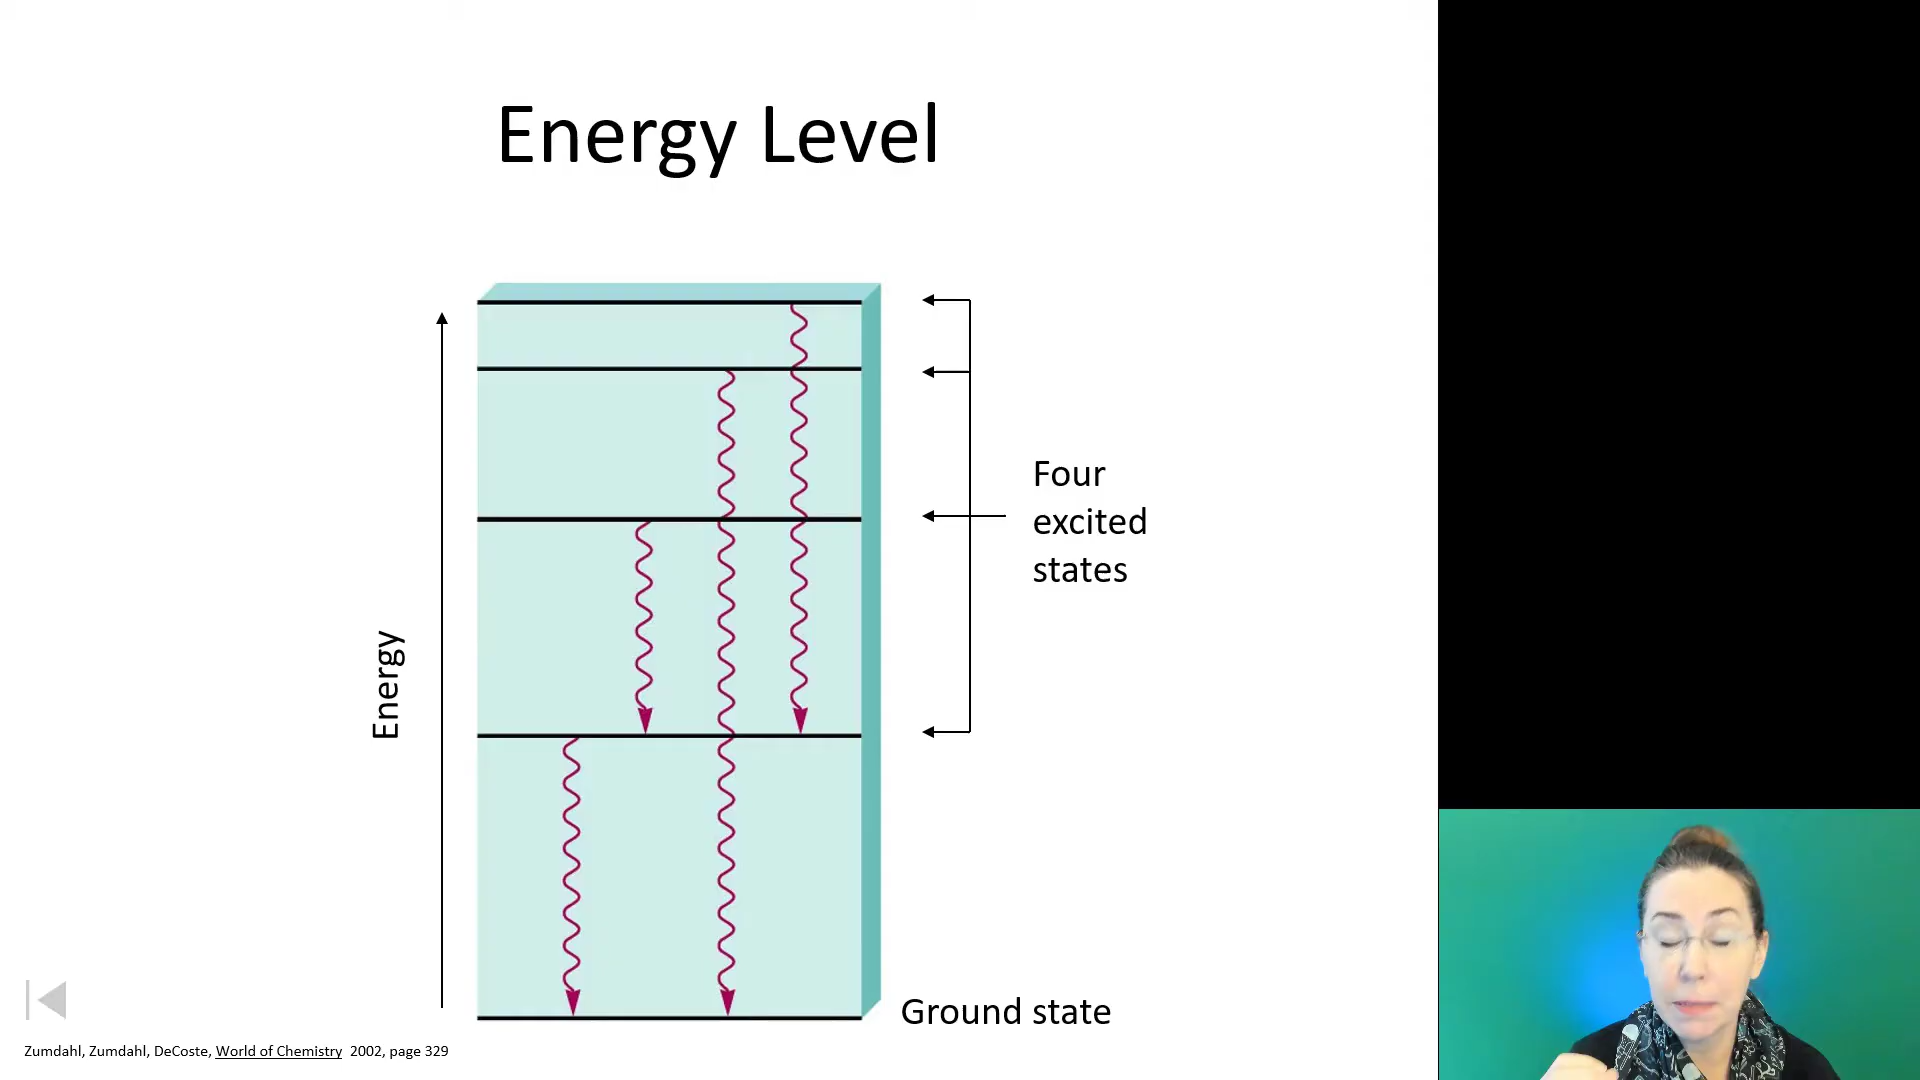 Energy Level
Four
excited
states
Energy
Ground state
Zumdahl, Zumdahl, DeCoste, World of Chemistry 2002, page 329